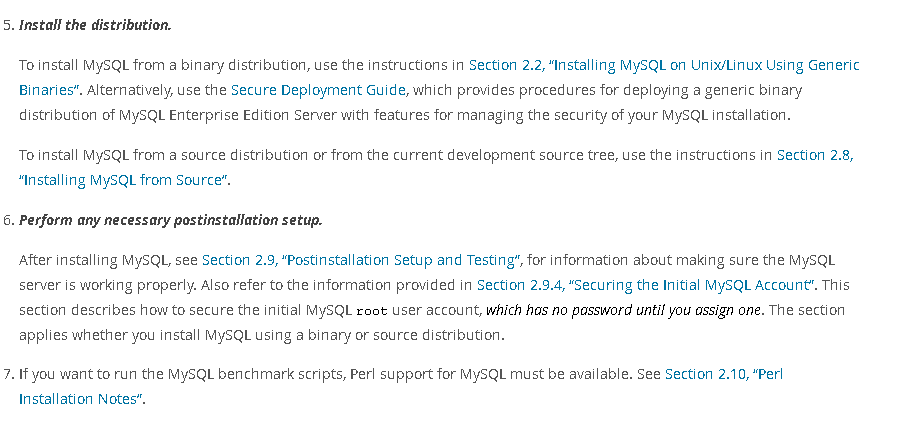 5. Install the distribution.
To install MySQL from a binary distribution, use the instructions in Section 2.2, “Installing MySQL on Unix/Linux Using Generic
Binaries”. Alternatively, use the Secure Deployment Guide, which provides procedures for deploying a generic binary
distribution of MySQL Enterprise Edition Server with features for managing the security of your MySQL installation.
To install MySQL from a source distribution or from the current development source tree, use the instructions in Section 2.8,
“Installing MySQL from Source”.
6. Perform any necessary postinstallation setup.
After installing MySQL, see Section 2.9, “Postinstallation Setup and Testing”, for information about making sure the MySQL
server is working properly. Also refer to the information provided in Section 2.9.4, “Securing the Initial MySQL Account”. This
section describes how to secure the initial MySQL root user account, which has no password until you assign one. The section
applies whether you install MySQL using a binary or source distribution.
7. If you want to run the MySQL benchmark scripts, Perl support for MySQL must be available. See Section 2.10, “Perl
Installation Notes”.